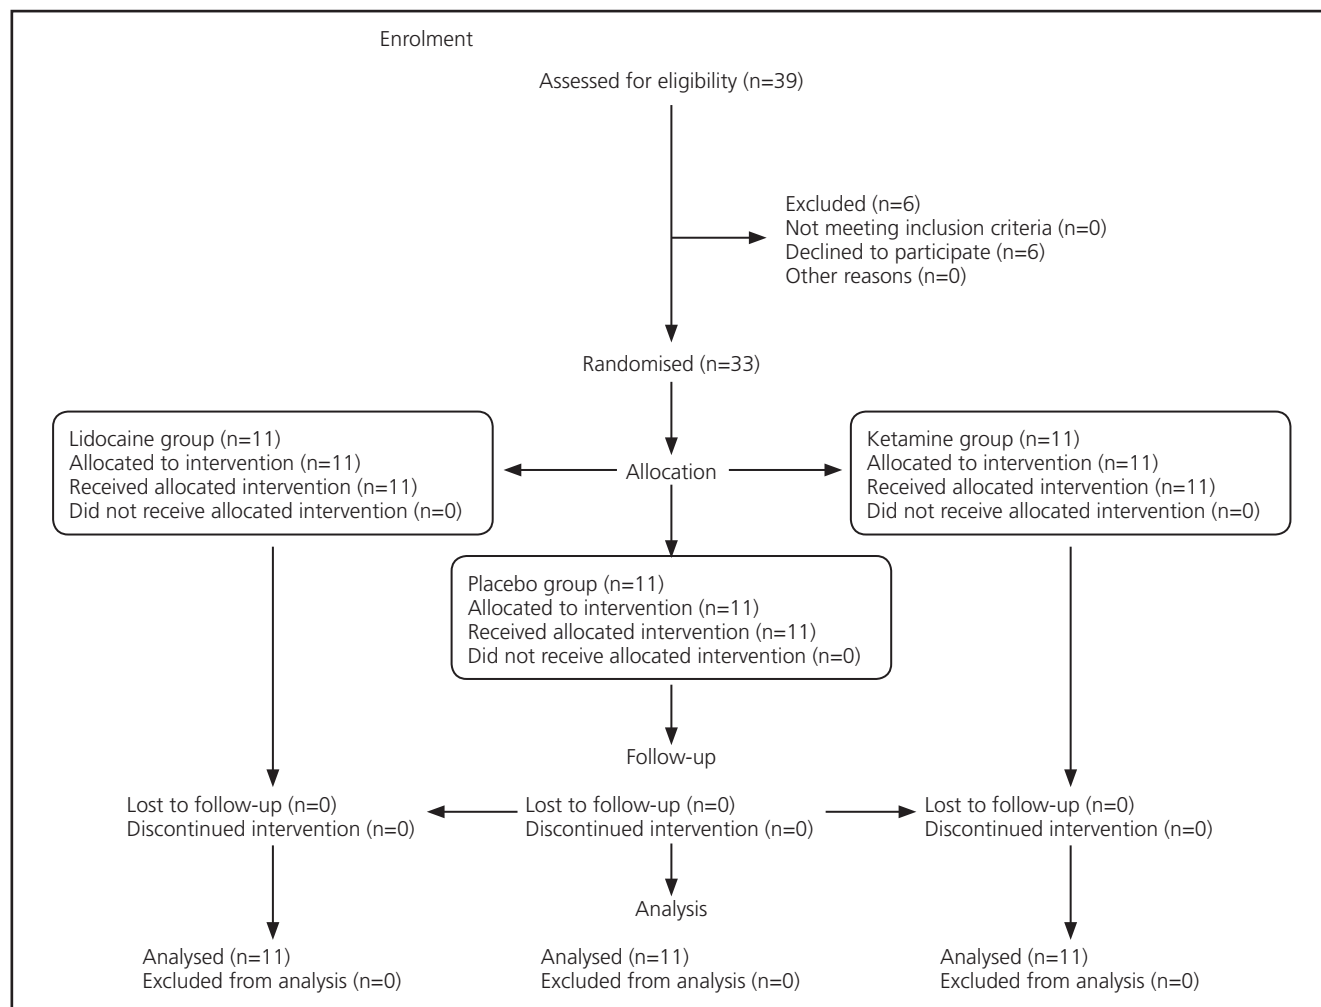 Enrolment
Assessed for eligibility (n=39)
Excluded (n=6)
Not meeting inclusion criteria (n=0)
Declined to participate (n=6)
Other reasons (n=0)
Randomised (n=33)
Lidocaine group (n=11)
Allocated to intervention (n=11)
Received allocated intervention (n=11)
Did not receive allocated intervention (n=0)
Allocation
Ketamine group (n=11)
Allocated to intervention (n=11)
Received allocated intervention (n=11)
Did not receive allocated intervention (n=0)
Placebo group (n=11)
Allocated to intervention (n=11)
Received allocated intervention (n=11)
Did not receive allocated intervention (n=0)
Follow-up
Lost to follow-up (n=0)
Discontinued intervention (n=0)
Lost to follow-up (n=0)
Discontinued intervention (n=0)
Lost to follow-up (n=0)
Discontinued intervention (n=0)
Analysis
Analysed (n=11)
Excluded from analysis (n=0)
Analysed (n=11)
Excluded from analysis (n=0)
Analysed (n=11)
Excluded from analysis (n=0)